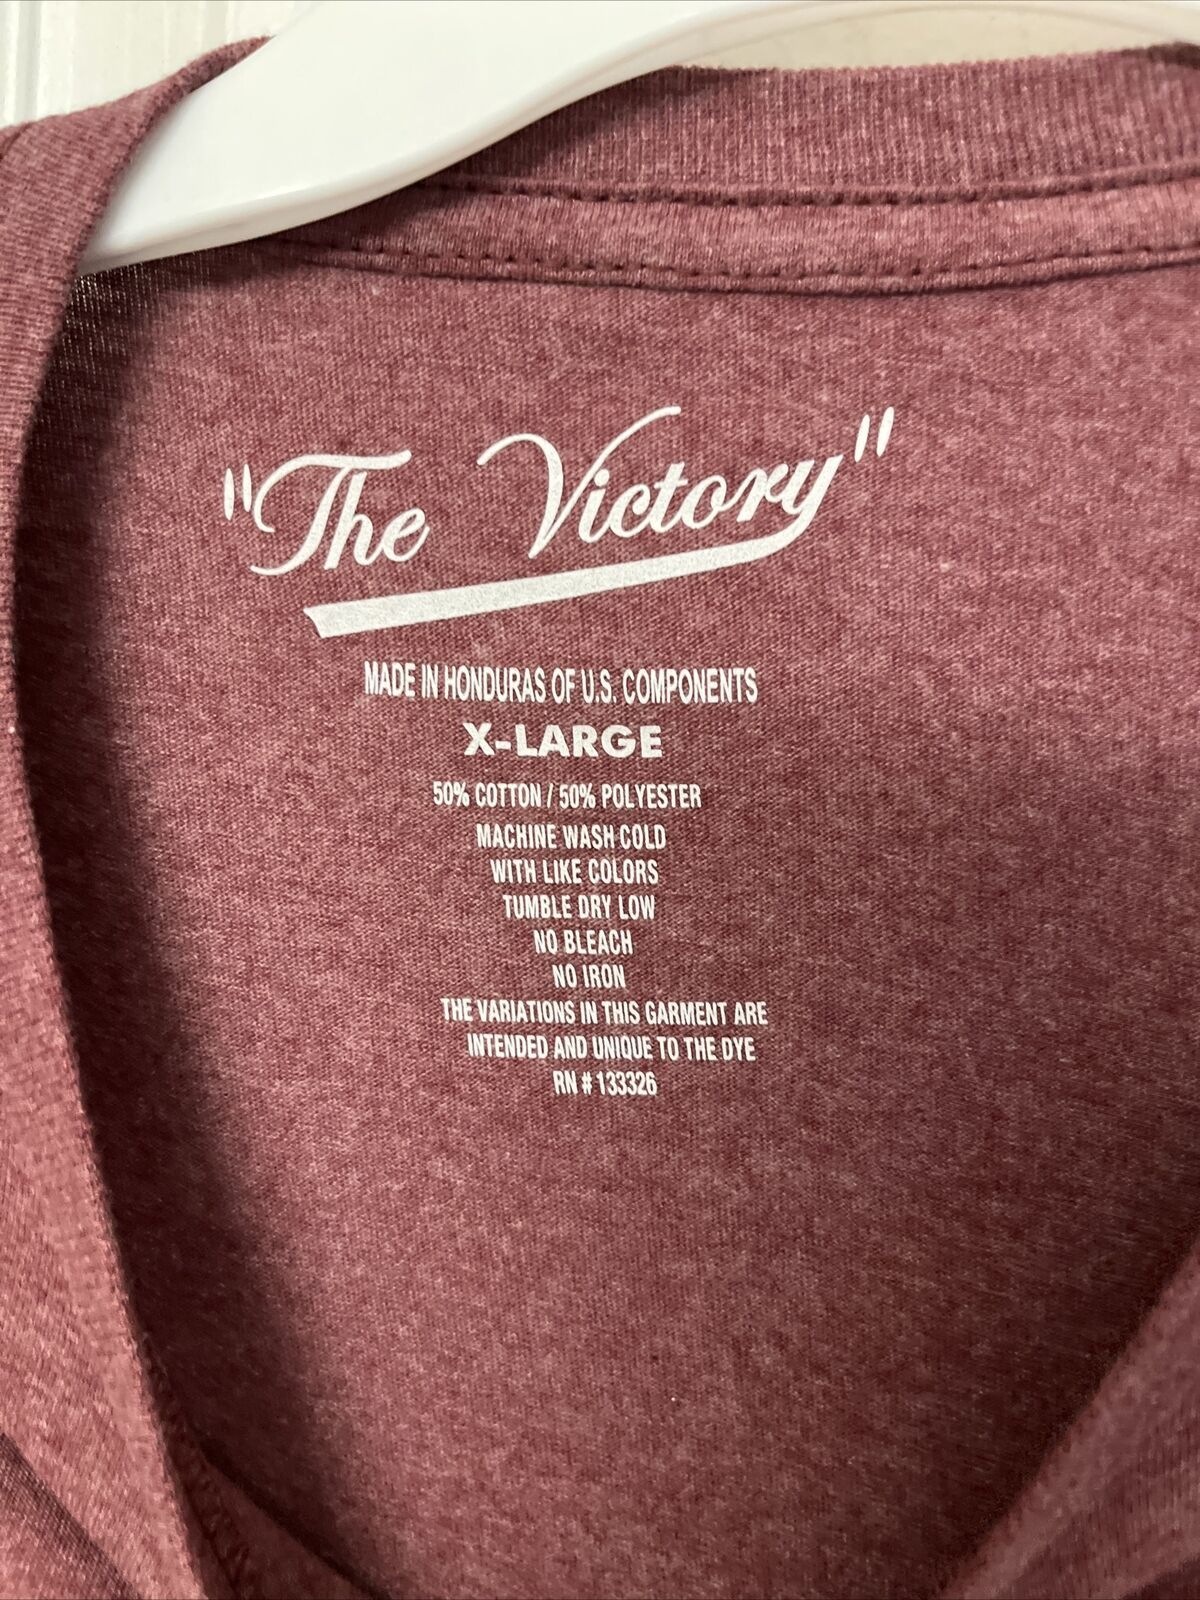 "The Victory"
MADE IN HONDURAS OF U.S. COMPONENTS
X-LARGE
50% COTTON / 50% POLYESTER
MACHINE WASH COLD
WITH LIKE COLORS
TUMBLE DRY LOW
NO BLEACH
NO IRON
THE VARIATIONS IN THIS GARMENT ARE
INTENDED AND UNIQUE TO THE DYE
RN # 133326